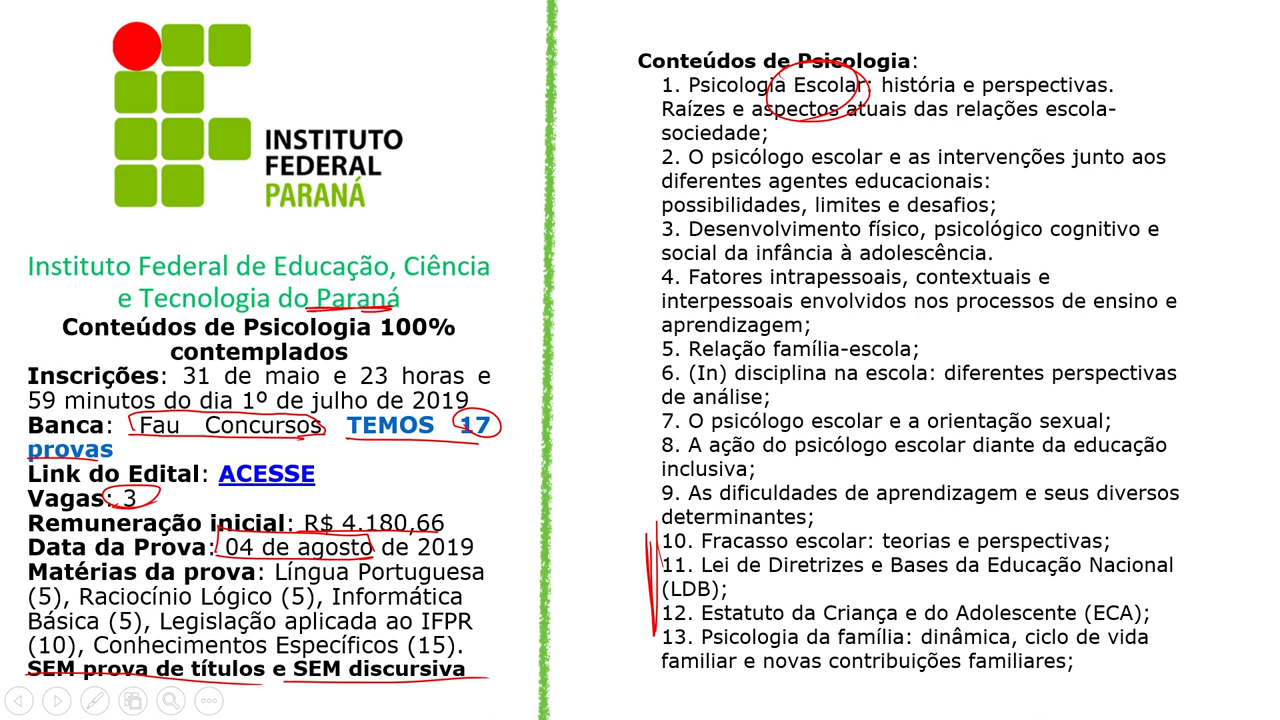 INSTITUTO
FEDERAL
PARANÁ
Instituto Federal de Educação, Ciência
e Tecnologia do Paraná
Conteúdos de Psicologia 100%
contemplados
Inscrições: 31 de maio e 23 horas e
59 minutos do dia 1º de julho de 2019
Banca: Fau Concursos TEMOS 17
provas
Link do Edital: ACESSE
Vagas: 3
Remuneração inicial: R$ 4.180,66
Data da Prova: 04 de agosto de 2019
Matérias da prova: Língua Portuguesa
(5), Raciocínio Lógico (5), Informática
Básica (5), Legislação aplicada ao IFPR
(10), Conhecimentos Específicos (15).
SEM prova de títulos e SEM discursiva
Conteúdos de Psicologia:
1. Psicologia Escolar: história e perspectivas.
Raízes e aspectos atuais das relações escola-
sociedade;
2. O psicólogo escolar e as intervenções junto aos
diferentes agentes educacionais:
possibilidades, limites e desafios;
3. Desenvolvimento físico, psicológico cognitivo e
social da infância à adolescência.
4. Fatores intrapessoais, contextuais e
interpessoais envolvidos nos processos de ensino e
aprendizagem;
5. Relação família-escola;
6. (In) disciplina na escola: diferentes perspectivas
de análise;
7. O psicólogo escolar e a orientação sexual;
8. A ação do psicólogo escolar diante da educação
inclusiva;
9. As dificuldades de aprendizagem e seus diversos
determinantes;
10. Fracasso escolar: teorias e perspectivas;
11. Lei de Diretrizes e Bases da Educação Nacional
(LDB);
12. Estatuto da Criança e do Adolescente (ECA);
13. Psicologia da família: dinâmica, ciclo de vida
familiar e novas contribuições familiares;